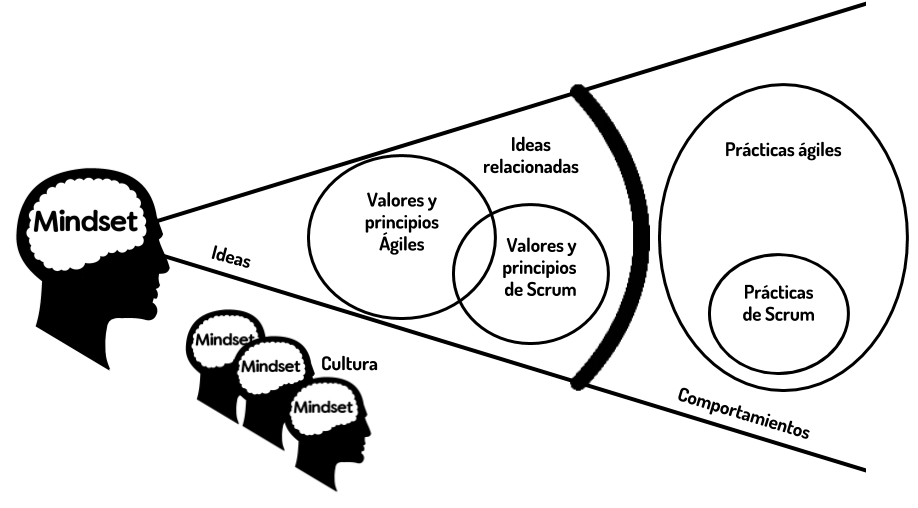 Mindset
Ideas
Valores y
principios
Ágiles
Ideas
relacionadas
Valores y
principios
de Scrum
Prácticas ágiles
Prácticas
de Scrum
Comportamientos
Mindset
Mindset
Mindset
Cultura